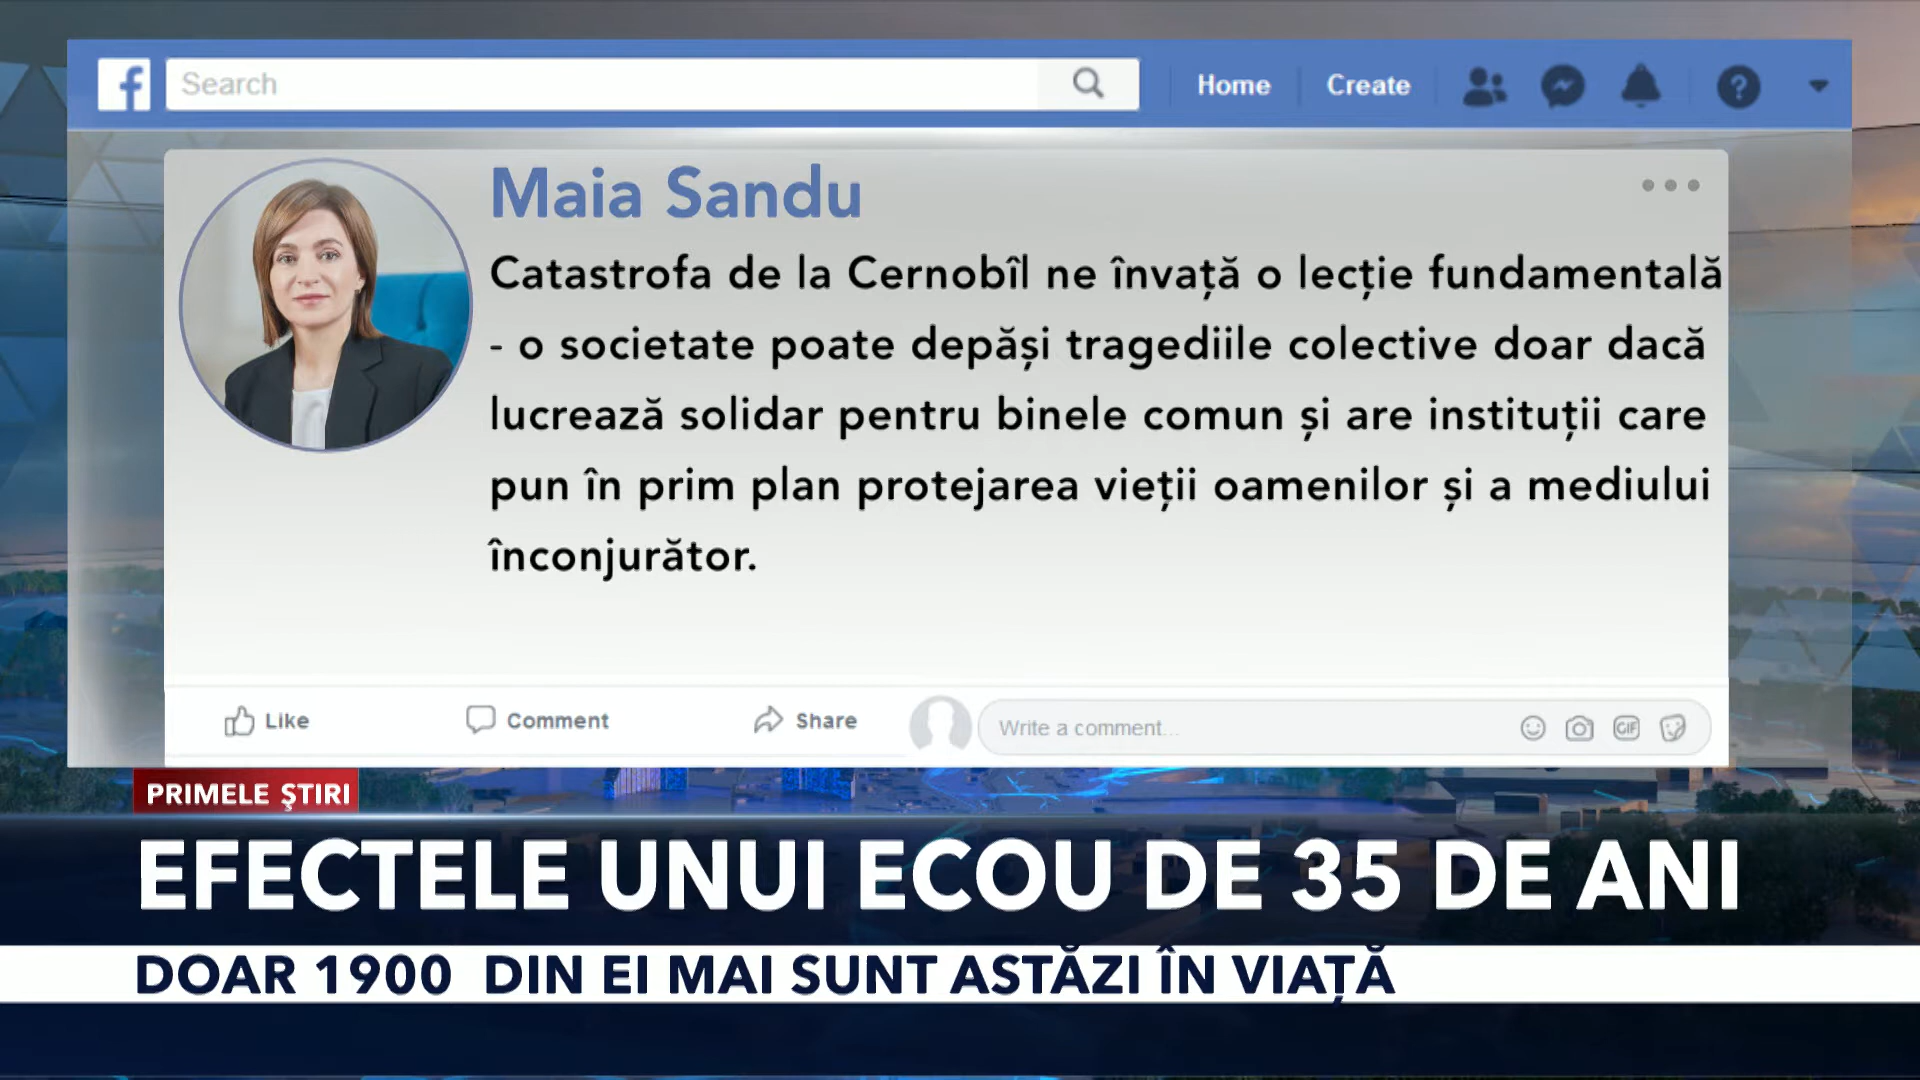 f Search Home Create ?
Maia Sandu
Catastrofa de la Cernobîl ne învață o lecție fundamentală
- o societate poate depăși tragediile colective doar dacă
lucrează solidar pentru binele comun și are instituții care
pun în prim plan protejarea vieții oamenilor și a mediului
înconjurător.
Like Comment Share Write a comment... GIF
PRIMELE ŞTIRI
EFECTELE UNUI ECOU DE 35 DE ANI
DOAR 1900 DIN EI MAI SUNT ASTĂZI ÎN VIAȚĂ